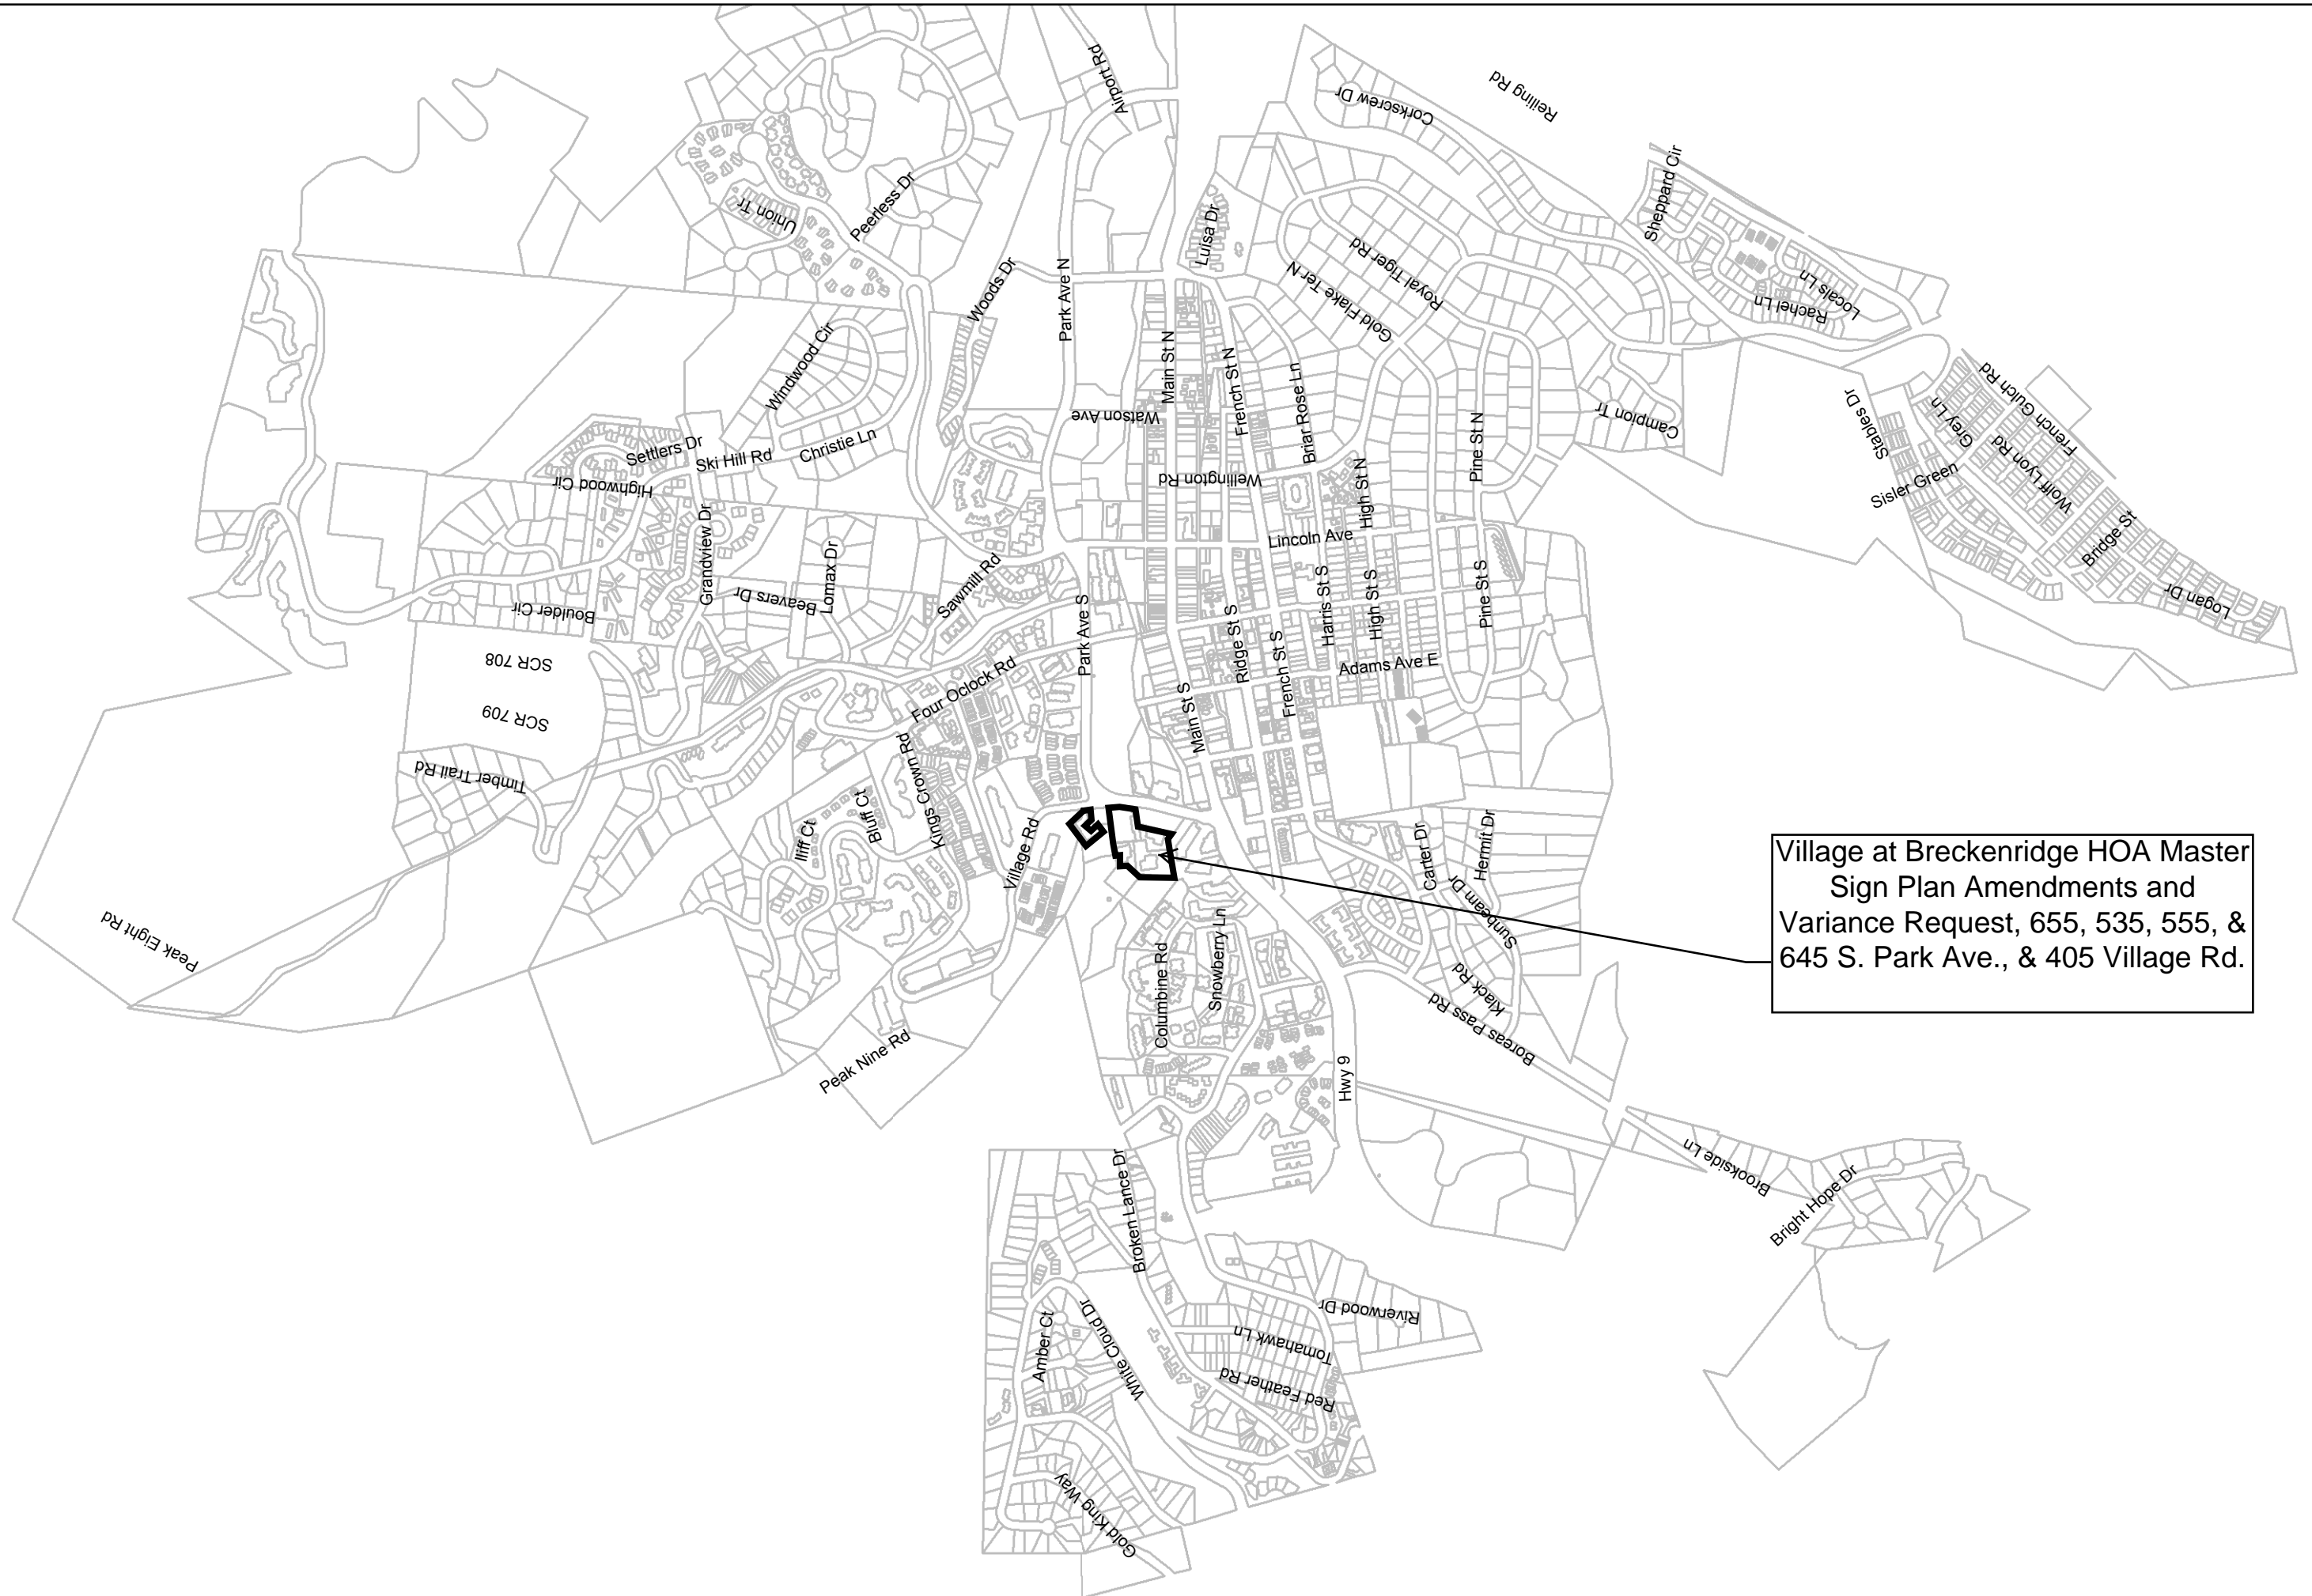 Airport Rd
Reiling Rd
Corkscrew Dr
Sheppard Cir
Union Tr
Peerless Dr
Luisa Dr
Royal Tiger Rd
Gold Flake Ter N
Locals Ln
Rachel Ln
Woods Dr
Park Ave N
Windwood Cir
Main St N
French St N
Briar Rose Ln
French Gulch Rd
Watson Ave
Campion Tr
Stables Dr
Grey Ln
Wolff Lyon Rd
Settlers Dr
Ski Hill Rd
Christie Ln
Pine St N
Highwood Cir
Wellington Rd
High St N
Sisler Green
Grandview Dr
Lomax Dr
Lincoln Ave
Bridge St
Sawmill Rd
Beavers Dr
Boulder Cir
Park Ave S
Harris St S
High St S
Pine St S
Logan Dr
SCR 708
SCR 709
Four Oclock Rd
Ridge St S
French St S
Adams Ave E
Main St S
Timber Trail Rd
Kings Crown Rd
Iliff Ct
Bluff Ct
Village Rd
Carter Dr
Hermit Dr
Sunbeam Dr
Village at Breckenridge HOA Master
Sign Plan Amendments and
Variance Request, 655, 535, 555, &
645 S. Park Ave., & 405 Village Rd.
Peak Eight Rd
Columbine Rd
Snowberry Ln
Klack Rd
Boreas Pass Rd
Peak Nine Rd
Hwy 9
Brookside Ln
Bright Hope Dr
Broken Lance Dr
Amber Ct
White Cloud Dr
Riverwood Dr
Tomahawk Ln
Red Feather Rd
Gold King Way